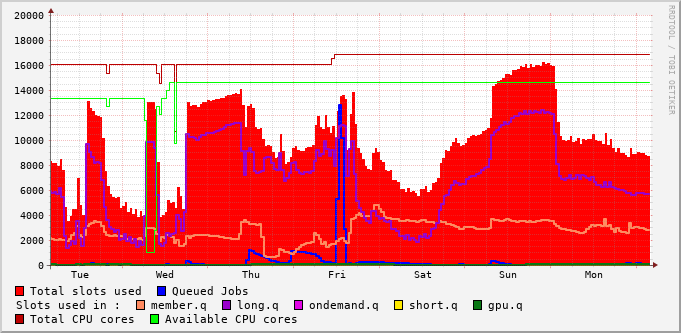 20000
18000
16000
14000
12000
10000
8000
6000
4000
2000
0
Tue Wed Thu Fri Sat Sun Mon
RRDTOOL / TOBI OETIKER
Total slots used Queued Jobs
Slots used in : member.q long.q ondemand.q short.q gpu.q
Total CPU cores Available CPU cores